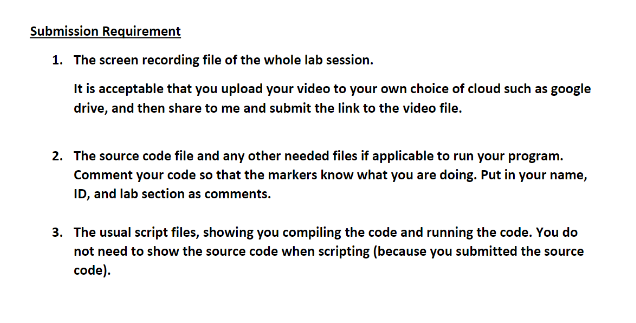 Submission Requirement
1. The screen recording file of the whole lab session.
It is acceptable that you upload your video to your own choice of cloud such as google
drive, and then share to me and submit the link to the video file.
2. The source code file and any other needed files if applicable to run your program.
Comment your code so that the markers know what you are doing. Put in your name,
ID, and lab section as comments.
3. The usual script files, showing you compiling the code and running the code. You do
not need to show the source code when scripting (because you submitted the source
code).